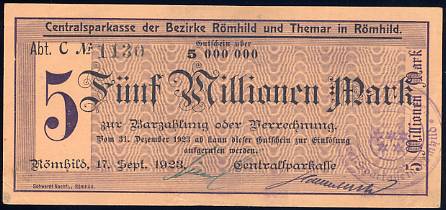 Centralsparkasse der Bezirke Römhild und Themar in Römhild.
Abt. C № 1130
Gutschein über
5 000 000
5 Fünf Millionen Mark
zur Barzahlung oder Verrechnung.
Vom 31. Dezember 1923 ab kann dieser Gutschein zur Einlösung
aufgerufen werden.
Römhild, 17. Sept. 1923. Centralsparkasse
5 Millionen Mark